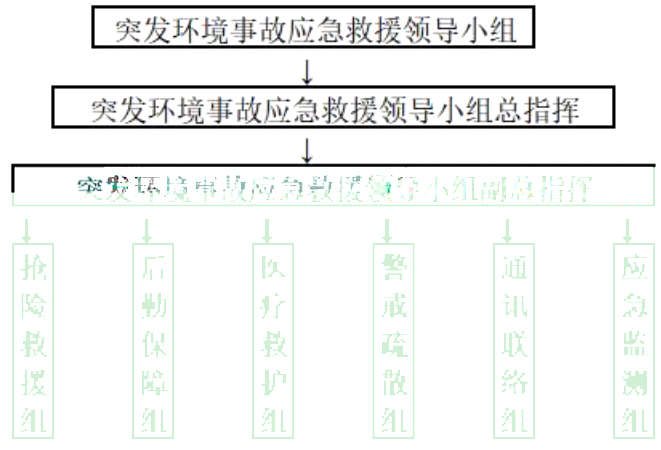 突发环境事故应急救援领导小组
突发环境事故应急救援领导小组总指挥
突发环境事故应急救援领导小组副总指挥
抢险救援组
后勤保障组
医疗救护组
警戒疏散组
通讯联络组
应急监测组